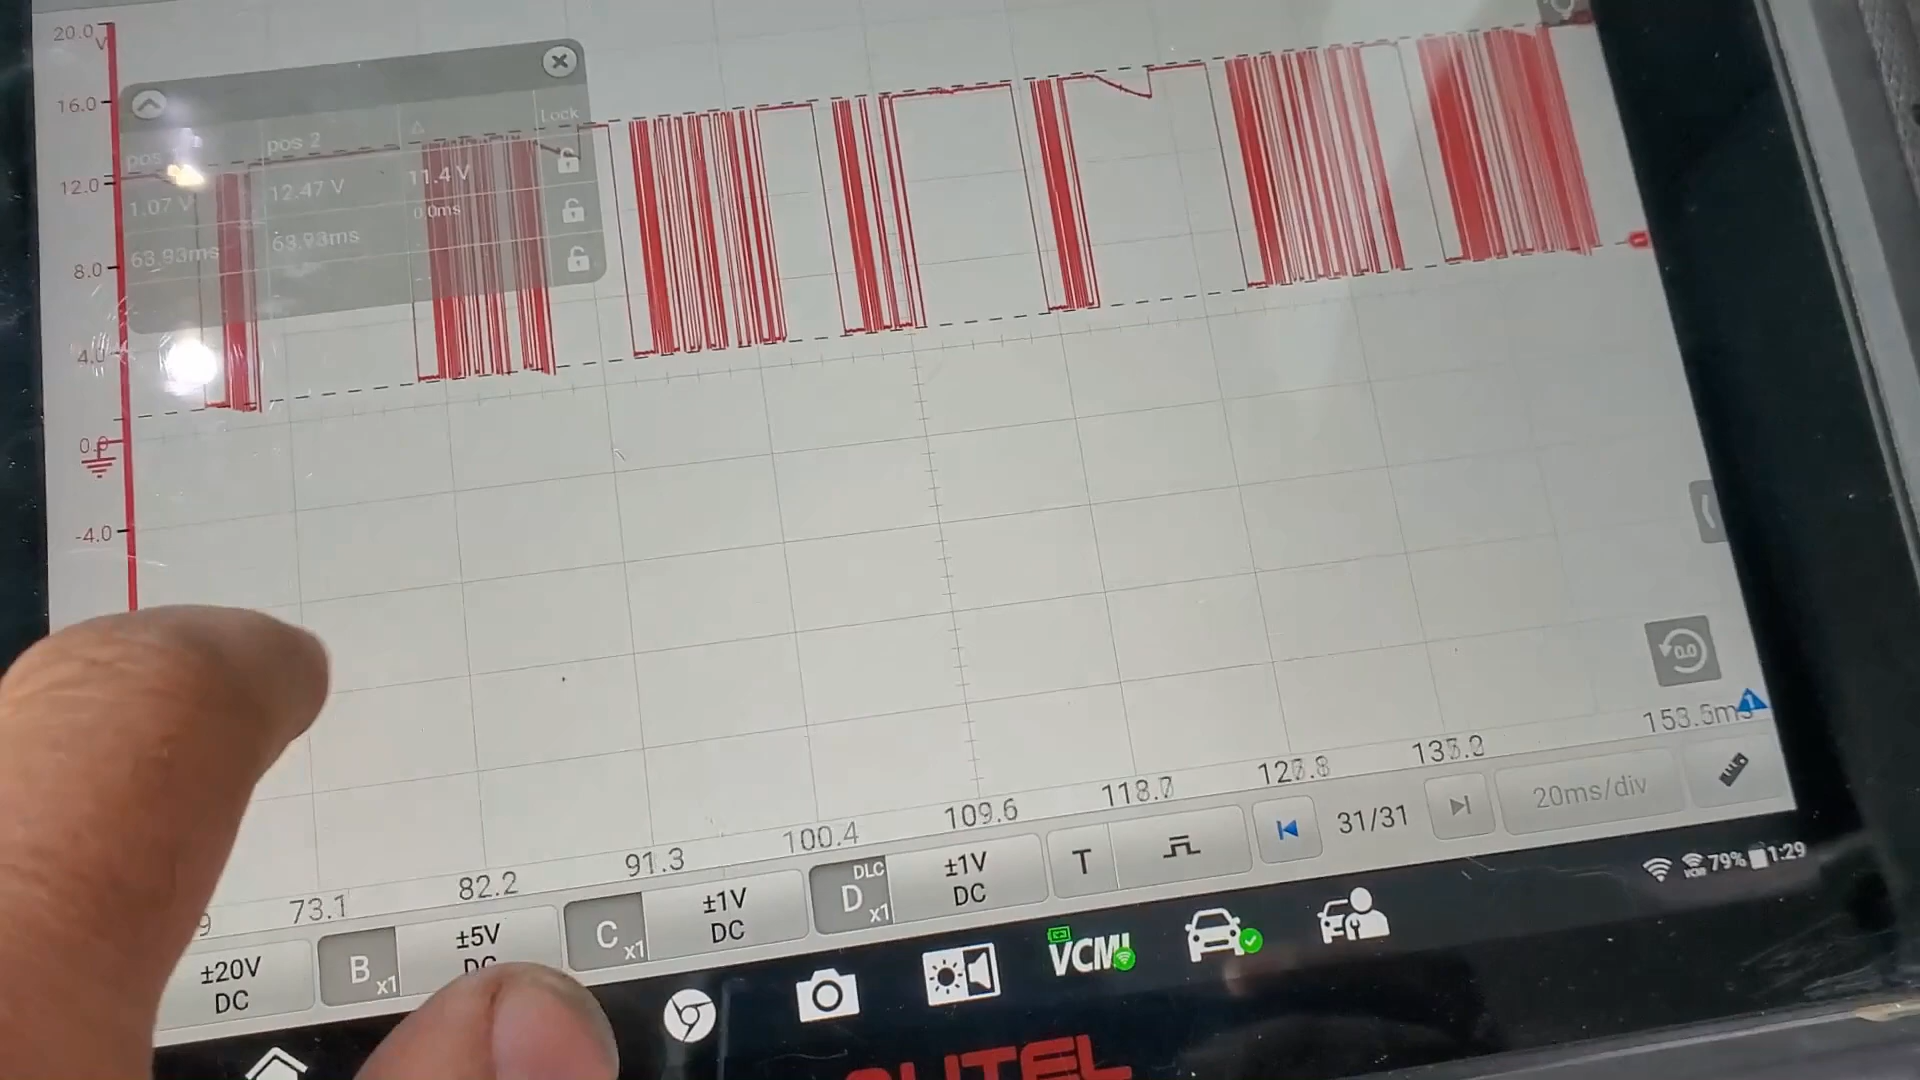 20.0
V
16.0
12.0
8.0
4.0
0.0
-4.0
pos 2
Lock
1.07 V
12.47 V
11.4 V
63.93ms
63.93ms
0.0ms
9
73.1
82.2
91.3
100.4
109.6
118.7
153.5ms
±20V
DC
B x1
±5V
DC
C x1
±1V
DC
DLC
D x1
±1V
DC
T
31/31
20ms/div
VCMI
79%
1:29
AUTEL